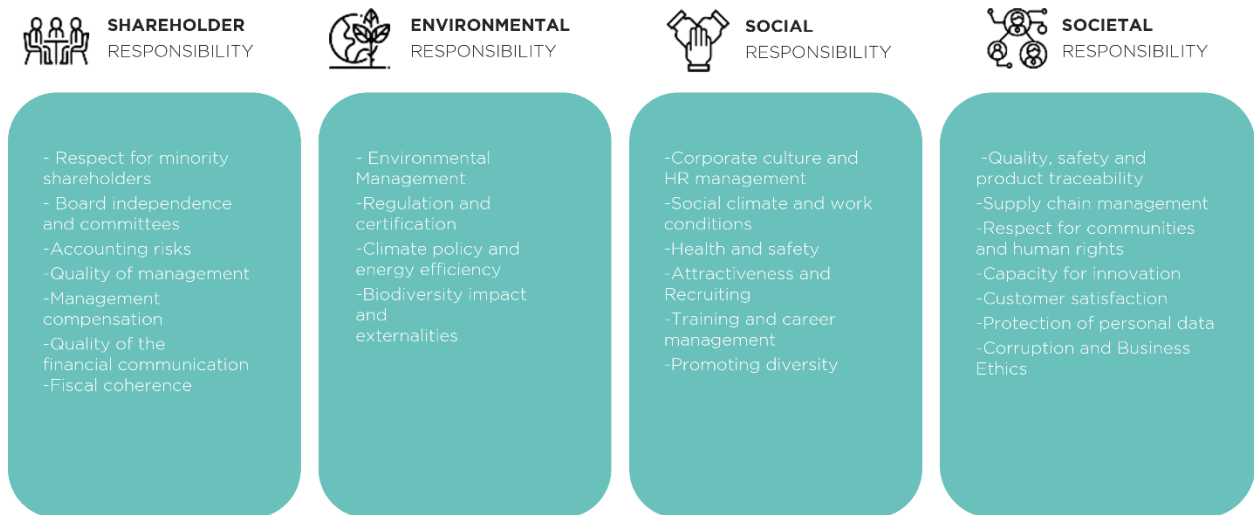 SHAREHOLDER
RESPONSIBILITY
- Respect for minority
shareholders
- Board independence
and committees
-Accounting risks
-Quality of management
-Management
compensation
-Quality of the
financial communication
-Fiscal coherence
ENVIRONMENTAL
RESPONSIBILITY
- Environmental
Management
-Regulation and
certification
-Climate policy and
energy efficiency
-Biodiversity impact
and
externalities
SOCIAL
RESPONSIBILITY
-Corporate culture and
HR management
-Social climate and work
conditions
-Health and safety
-Attractiveness and
Recruiting
-Training and career
management
-Promoting diversity
SOCIETAL
RESPONSIBILITY
-Quality, safety and
product traceability
-Supply chain management
-Respect for communities
and human rights
-Capacity for innovation
-Customer satisfaction
-Protection of personal data
-Corruption and Business
Ethics